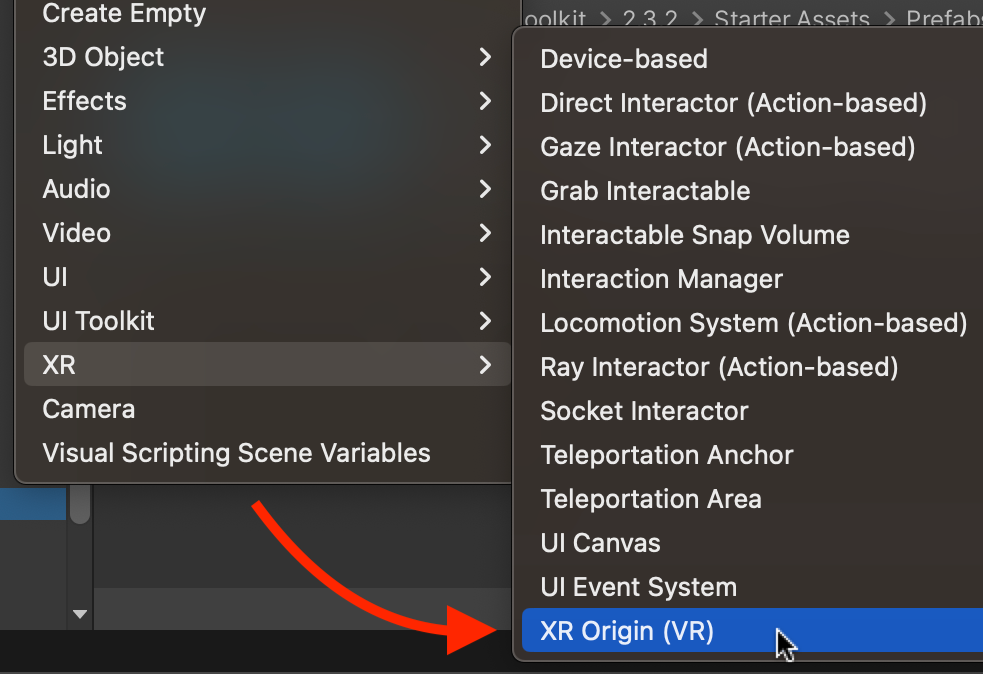 Create Empty
3D Object
Effects
Light
Audio
Video
UI
UI Toolkit
XR
Camera
Visual Scripting Scene Variables
oolkit > 2.3.2 > Starter Assets > Prefabs
Device-based
Direct Interactor (Action-based)
Gaze Interactor (Action-based)
Grab Interactable
Interactable Snap Volume
Interaction Manager
Locomotion System (Action-based)
Ray Interactor (Action-based)
Socket Interactor
Teleportation Anchor
Teleportation Area
UI Canvas
UI Event System
XR Origin (VR)